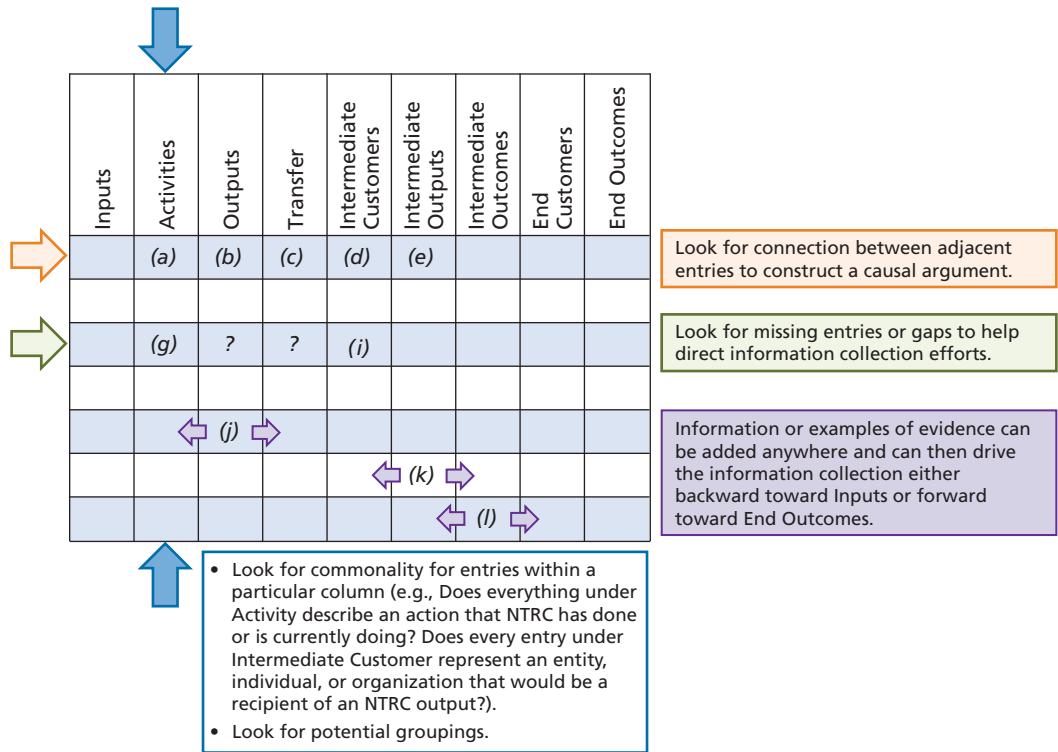 Inputs
Activities
Outputs
Transfer
Intermediate
Customers
Intermediate
Outputs
Intermediate
Outcomes
End
Customers
End Outcomes
(a) (b) (c) (d) (e)
Look for connection between adjacent
entries to construct a causal argument.
(g) ? ? (i)
Look for missing entries or gaps to help
direct information collection efforts.
(j)
(k)
(l)
Information or examples of evidence can
be added anywhere and can then drive
the information collection either
backward toward Inputs or forward
toward End Outcomes.
• Look for commonality for entries within a
particular column (e.g., Does everything under
Activity describe an action that NTRC has done
or is currently doing? Does every entry under
Intermediate Customer represent an entity,
individual, or organization that would be a
recipient of an NTRC output?).
• Look for potential groupings.